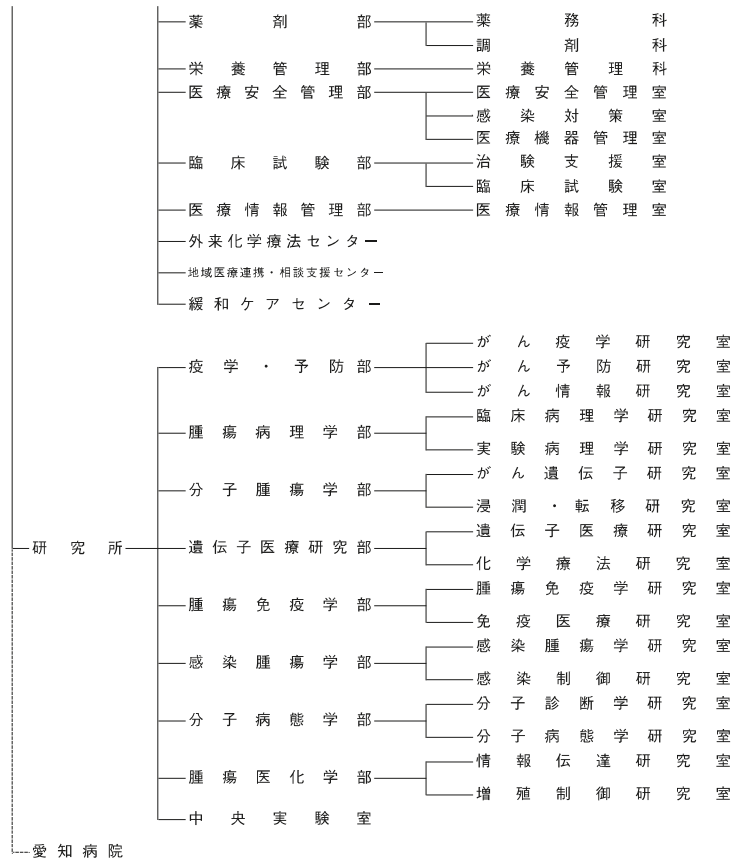 薬剤部 薬務科
調剤科
栄養管理部 栄養管理科
医療安全管理部 医療安全管理室
感染対策室
医療機器管理室
臨床試験部 治験支援室
臨床試験室
医療情報管理部 医療情報管理室
外来化学療法センター
地域医療連携・相談支援センター
緩和ケアセンター
がん疫学研究室
疫学・予防部 がん予防研究室
がん情報研究室
臨床病理学研究室
腫瘍病理学部
実験病理学研究室
がん遺伝子研究室
分子腫瘍学部
浸潤・転移研究室
遺伝子医療研究室
研究所 遺伝子医療研究部
化学療法研究室
腫瘍免疫学研究室
腫瘍免疫学部
免疫医療研究室
感染腫瘍学研究室
感染腫瘍学部
感染制御研究室
分子診断学研究室
分子病態学部
分子病態学研究室
情報伝達研究室
腫瘍医化学部
増殖制御研究室
中央実験室
愛知病院